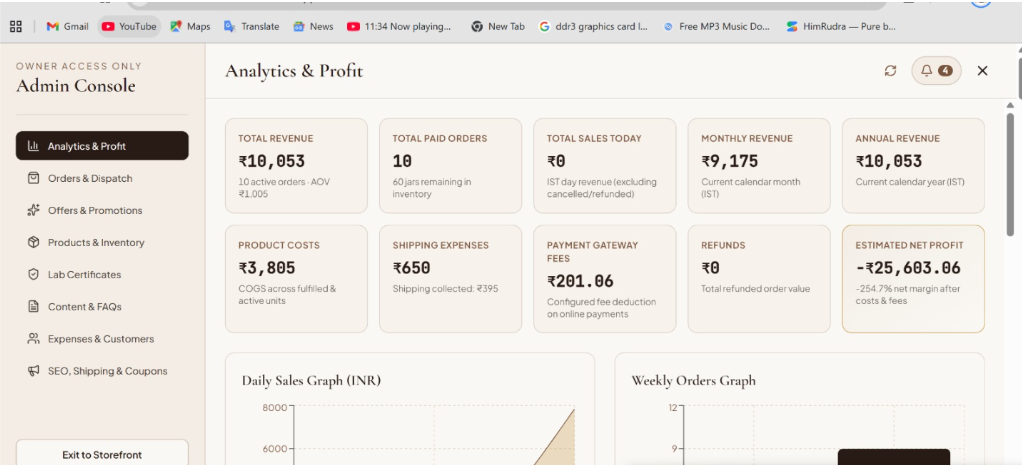 Gmail
YouTube
Maps
Translate
News
11:34 Now playing...
New Tab
ddr3 graphics card l...
Free MP3 Music Do...
HimRudra — Pure b...
OWNER ACCESS ONLY
Admin Console
Analytics & Profit
Orders & Dispatch
Offers & Promotions
Products & Inventory
Lab Certificates
Content & FAQs
Expenses & Customers
SEO, Shipping & Coupons
Exit to Storefront
Analytics & Profit
4
TOTAL REVENUE
₹10,053
10 active orders · AOV
₹1,005
TOTAL PAID ORDERS
10
60 jars remaining in
inventory
TOTAL SALES TODAY
₹0
IST day revenue (excluding
cancelled/refunded)
MONTHLY REVENUE
₹9,175
Current calendar month
(IST)
ANNUAL REVENUE
₹10,053
Current calendar year (IST)
PRODUCT COSTS
₹3,805
COGS across fulfilled &
active units
SHIPPING EXPENSES
₹650
Shipping collected: ₹395
PAYMENT GATEWAY
FEES
₹201.06
Configured fee deduction
on online payments
REFUNDS
₹0
Total refunded order value
ESTIMATED NET PROFIT
-₹25,603.06
-254.7% net margin after
costs & fees
Daily Sales Graph (INR)
8000
6000
Weekly Orders Graph
12
9